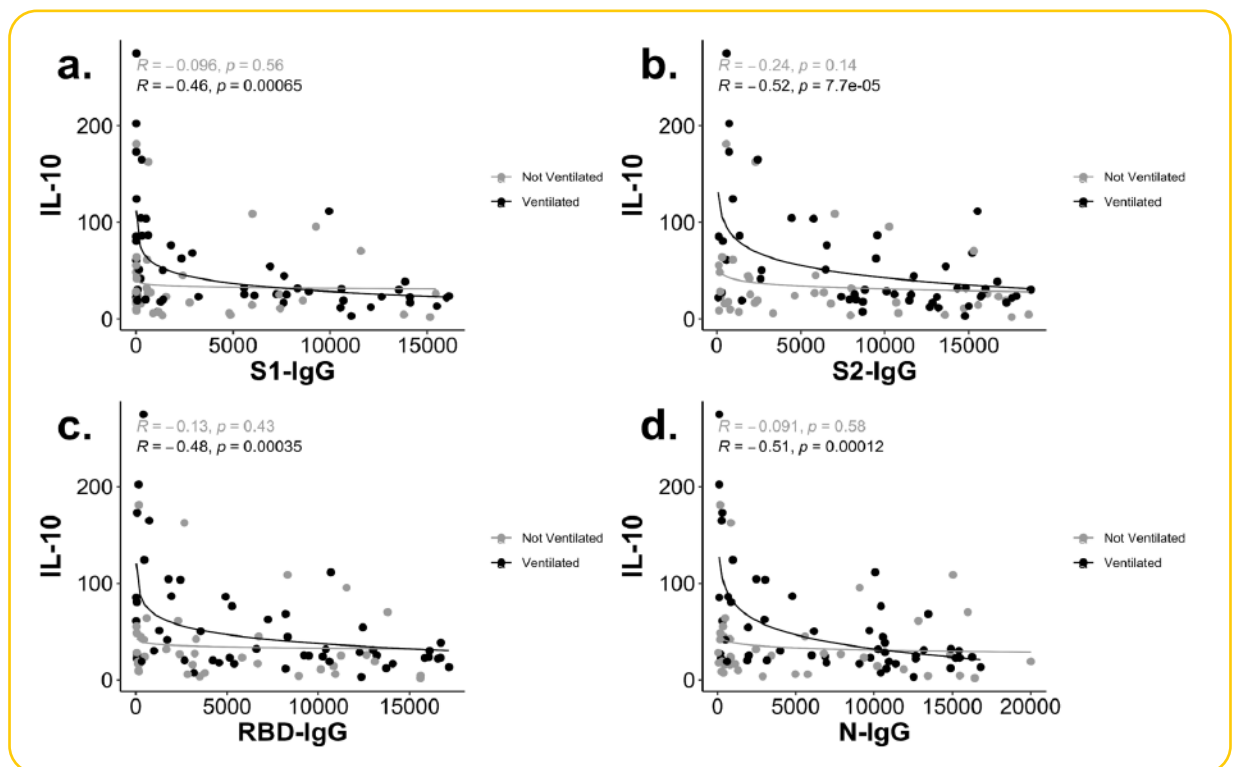 a.
R = −0.096, p = 0.56
R = −0.46, p = 0.00065
IL-10
200
100
0
Not Ventilated
Ventilated
0 5000 10000 15000
S1-IgG
b.
R = −0.24, p = 0.14
R = −0.52, p = 7.7e-05
IL-10
200
100
0
Not Ventilated
Ventilated
0 5000 10000 15000
S2-IgG
c.
R = −0.13, p = 0.43
R = −0.48, p = 0.00035
IL-10
200
100
0
Not Ventilated
Ventilated
0 5000 10000 15000
RBD-IgG
d.
R = −0.091, p = 0.58
R = −0.51, p = 0.00012
IL-10
200
100
0
Not Ventilated
Ventilated
0 5000 10000 15000 20000
N-IgG